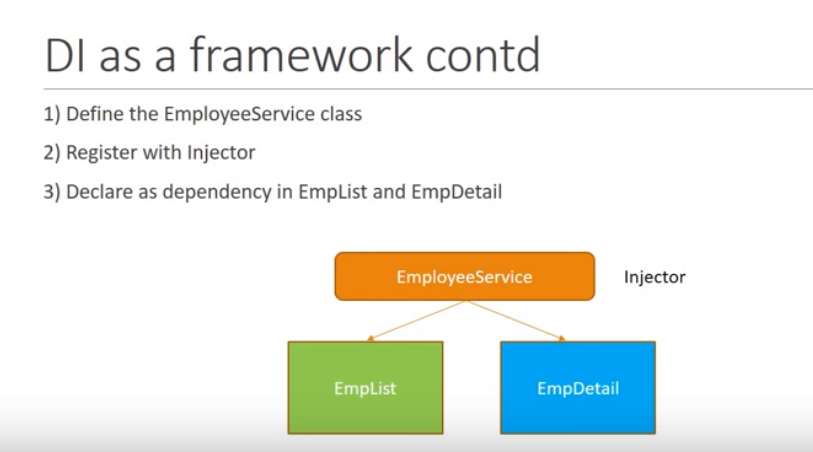 DI as a framework contd
1) Define the EmployeeService class
2) Register with Injector
3) Declare as dependency in EmpList and EmpDetail
EmployeeService
Injector
EmpList
EmpDetail